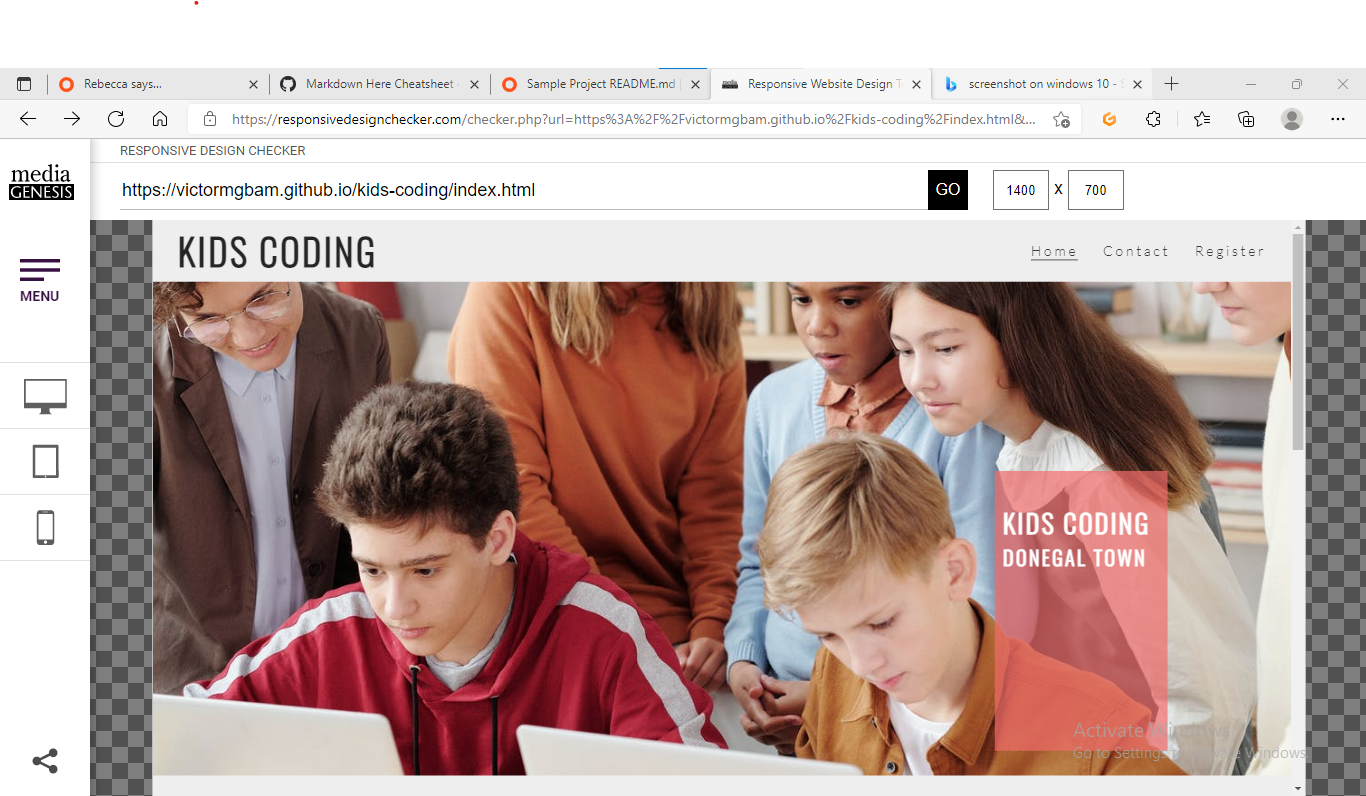 Rebecca says...
Markdown Here Cheatsheet
Sample Project README.md
Responsive Website Design T
screenshot on windows 10 - S
https://responsivedesignchecker.com/checker.php?url=https%3A%2F%2Fvictormgbam.github.io%2Fkids-coding%2Findex.html&...
RESPONSIVE DESIGN CHECKER
media
GENESIS
https://victormgbam.github.io/kids-coding/index.html
GO
1400 X 700
MENU
KIDS CODING
Home
Contact
Register
KIDS CODING
DONEGAL TOWN
Activate Windows
Go to Settings to activate Windows